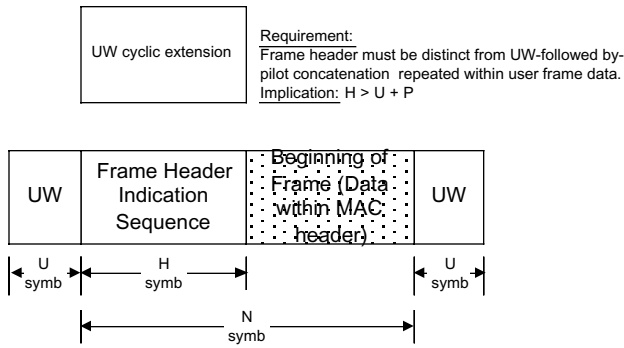 UW cyclic extension
Requirement:
Frame header must be distinct from UW-followed by-
pilot concatenation repeated within user frame data.
Implication: H > U + P
UW
Frame Header
Indication
Sequence
Beginning of
Frame (Data
within MAC
header)
UW
U
symb
H
symb
U
symb
N
symb